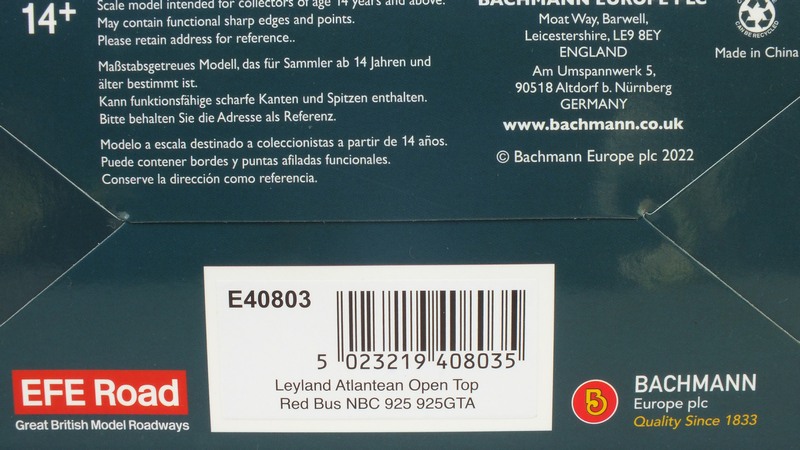 14+
Scale model intended for collectors of age 14 years and above.
May contain functional sharp edges and points.
Please retain address for reference..
Maßstabsgetreues Modell, das für Sammler ab 14 Jahren und
älter bestimmt ist.
Kann funktionsfähige scharfe Kanten und Spitzen enthalten.
Bitte behalten Sie die Adresse als Referenz.
Modelo a escala destinado a coleccionistas a partir de 14 años.
Puede contener bordes y puntas afiladas funcionales.
Conserve la dirección como referencia.
BACHMANN EUROPE PLC
Moat Way, Barwell,
Leicestershire, LE9 8EY
ENGLAND
Am Umspannwerk 5,
90518 Altdorf b. Nürnberg
GERMANY
www.bachmann.co.uk
© Bachmann Europe plc 2022
CAN BE RECYCLED
Made in China
E40803
5 023219 408035
Leyland Atlantean Open Top
Red Bus NBC 925 925GTA
EFE Road
Great British Model Roadways
B
BACHMANN
Europe plc
Quality Since 1833